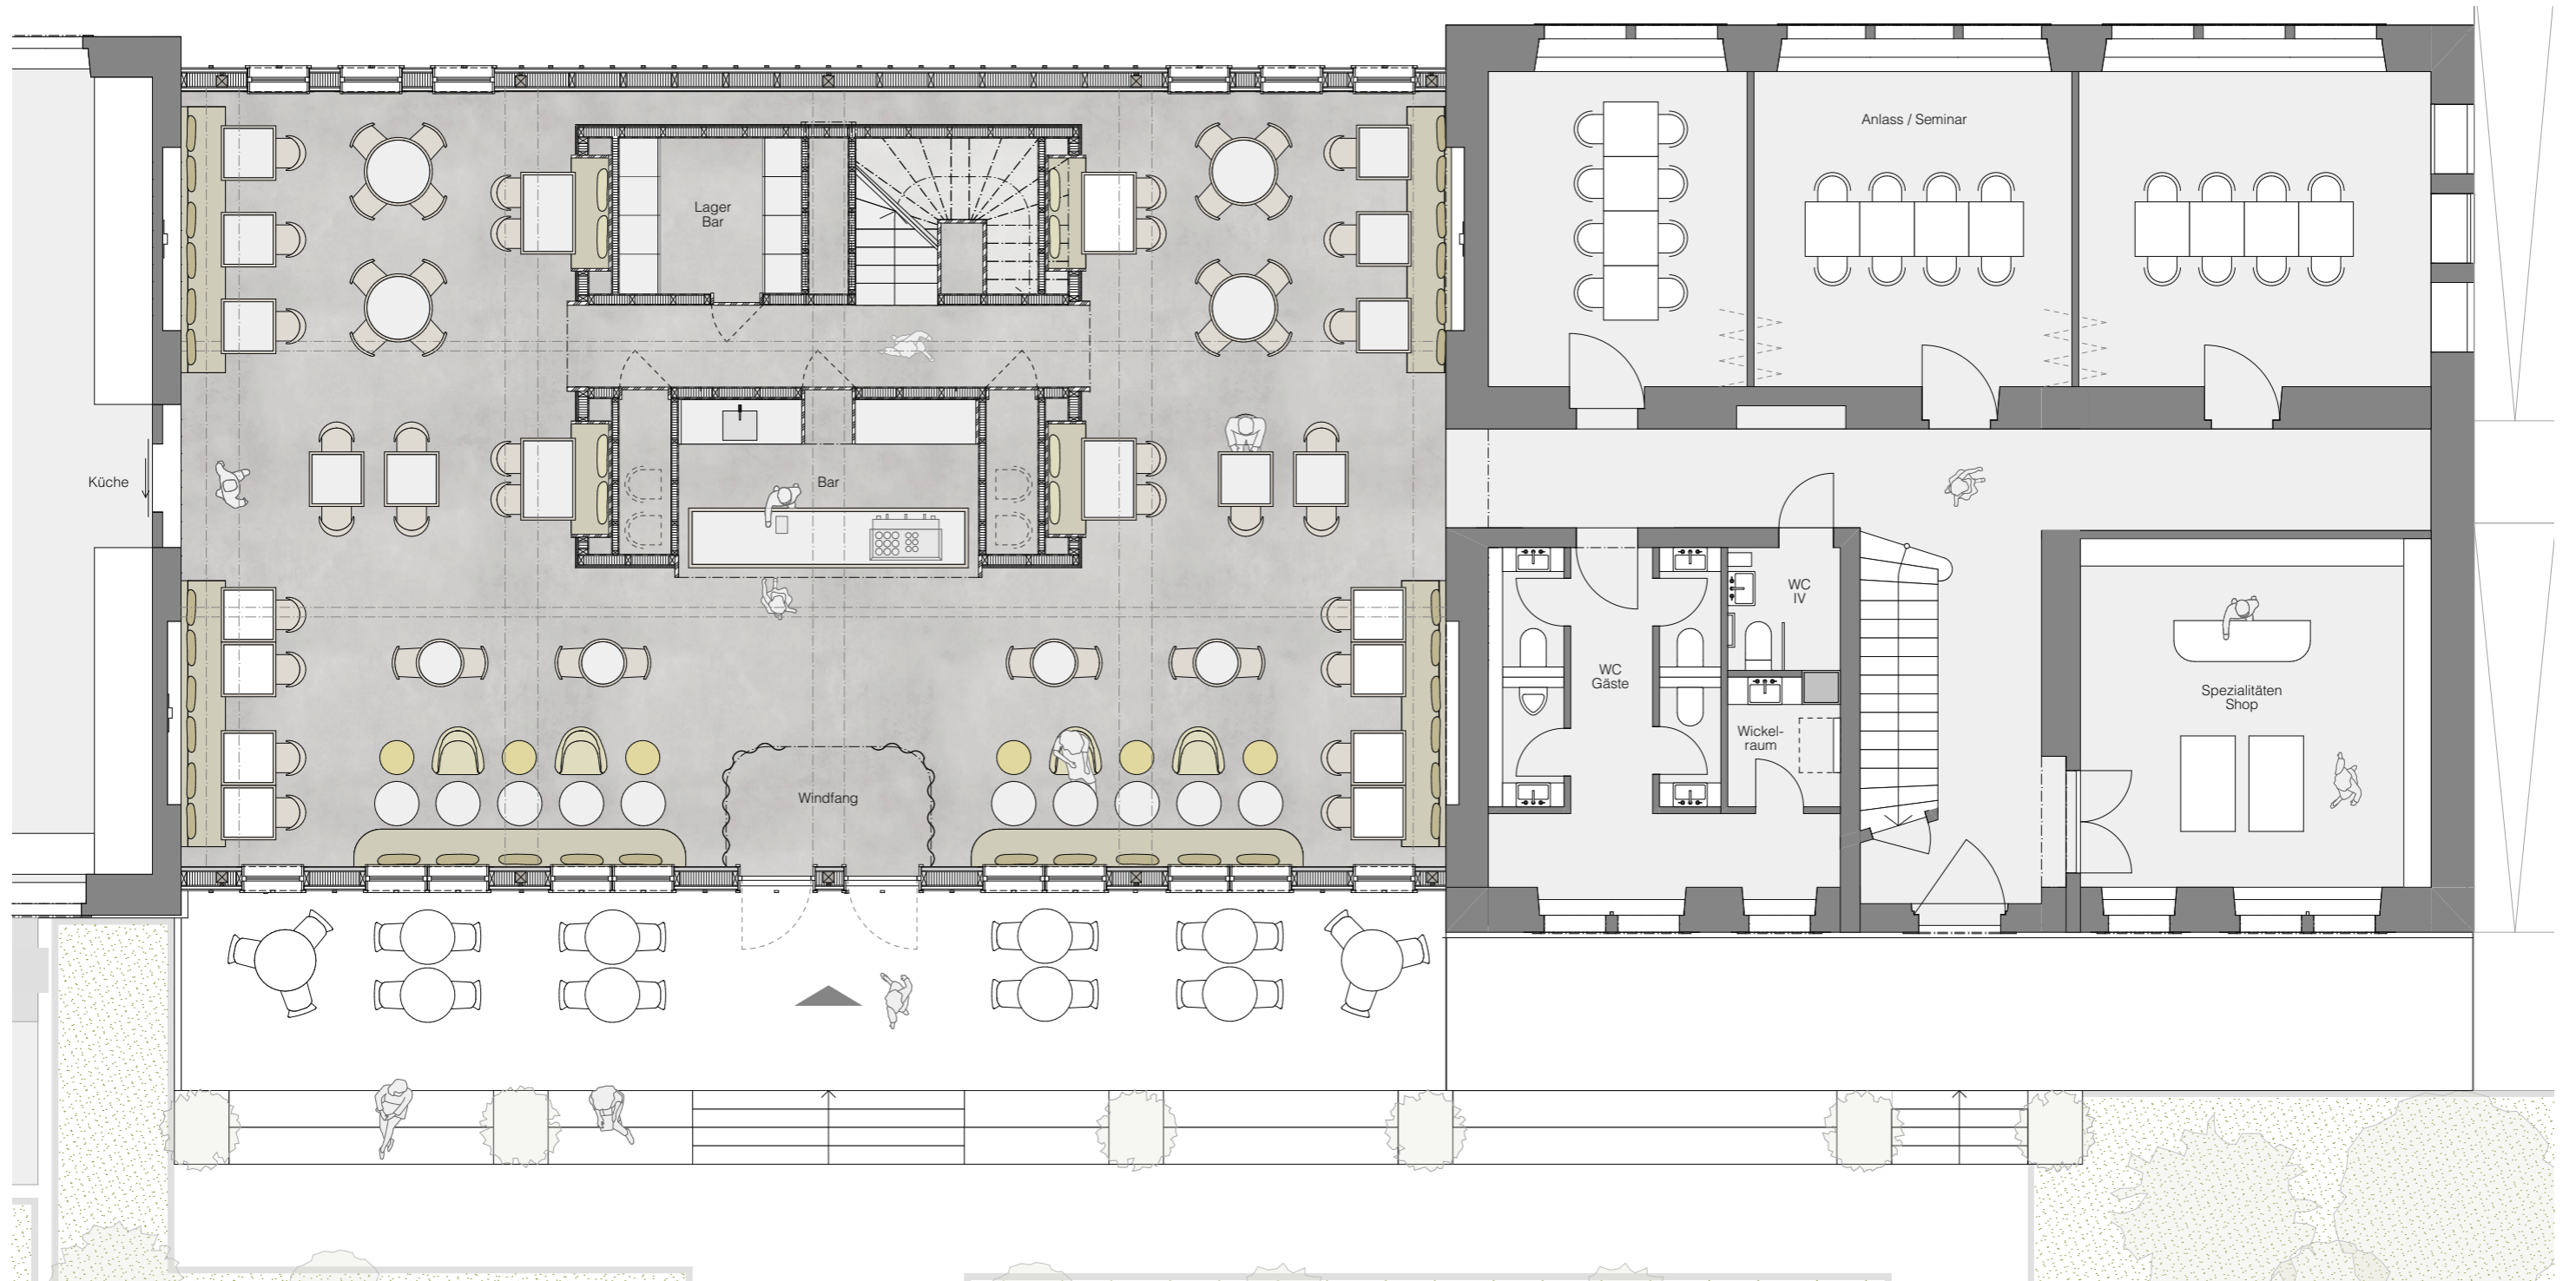 Anlass / Seminar
Lager
Bar
Küche
Bar
WC
IV
WC
Gäste
Spezialitäten
Shop
Wickel-
raum
Windfang